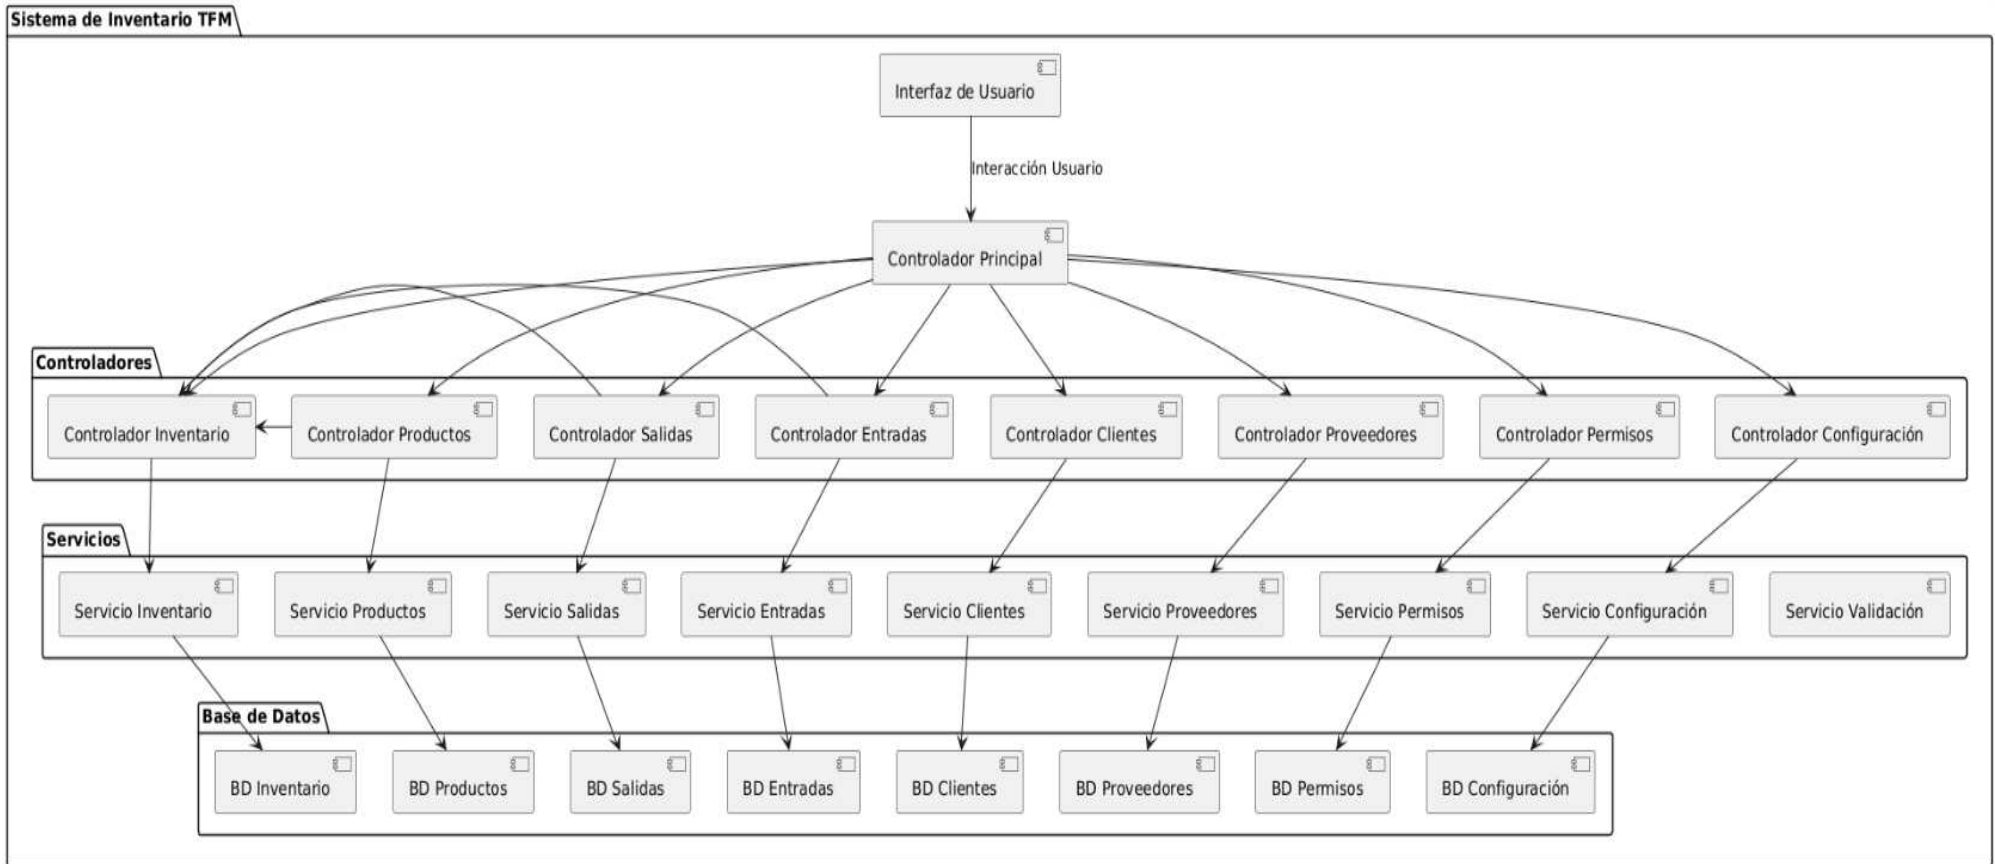 Sistema de Inventario TFM
Interfaz de Usuario
Interacción Usuario
Controlador Principal
Controladores
Controlador Inventario
Controlador Productos
Controlador Salidas
Controlador Entradas
Controlador Clientes
Controlador Proveedores
Controlador Permisos
Controlador Configuración
Servicios
Servicio Inventario
Servicio Productos
Servicio Salidas
Servicio Entradas
Servicio Clientes
Servicio Proveedores
Servicio Permisos
Servicio Configuración
Servicio Validación
Base de Datos
BD Inventario
BD Productos
BD Salidas
BD Entradas
BD Clientes
BD Proveedores
BD Permisos
BD Configuración